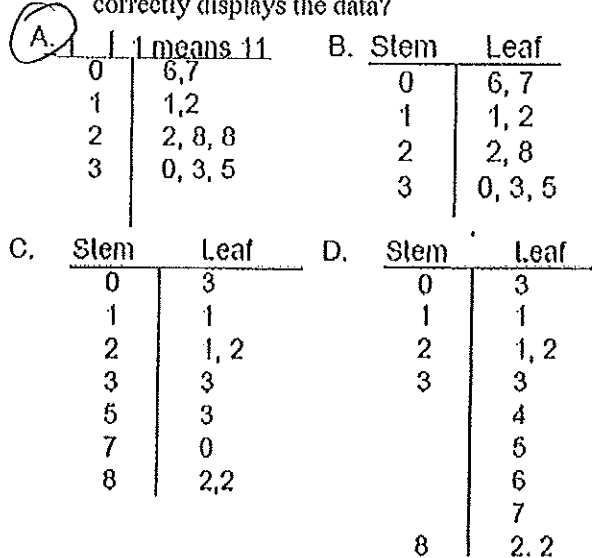 correctly displays the data?
A. 1 | 1 means 11
0 | 6,7
1 | 1,2
2 | 2, 8, 8
3 | 0, 3, 5
B. Stem Leaf
0 | 6, 7
1 | 1, 2
2 | 2, 8
3 | 0, 3, 5
C. Stem Leaf
0 | 3
1 | 1
2 | 1, 2
3 | 3
5 | 3
7 | 0
8 | 2,2
D. Stem Leaf
0 | 3
1 | 1
2 | 1, 2
3 | 3
4
5
6
7
8 | 2, 2